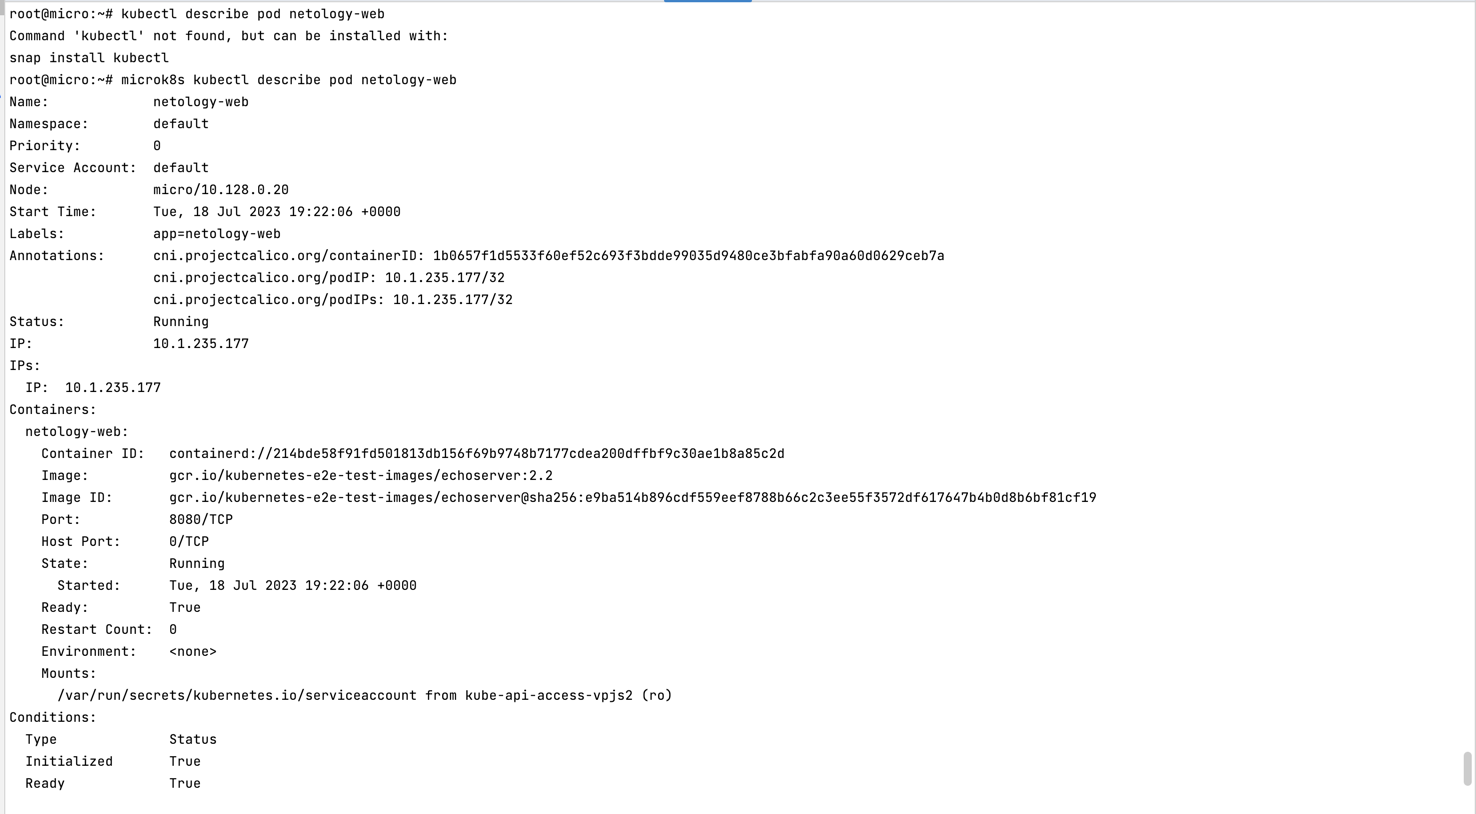 root@micro:~# kubectl describe pod netology-web
Command 'kubectl' not found, but can be installed with:
snap install kubectl
root@micro:~# microk8s kubectl describe pod netology-web
Name:             netology-web
Namespace:        default
Priority:         0
Service Account:  default
Node:             micro/10.128.0.20
Start Time:       Tue, 18 Jul 2023 19:22:06 +0000
Labels:           app=netology-web
Annotations:      cni.projectcalico.org/containerID: 1b0657f1d5533f60ef52c693f3bdde99035d9480ce3bfabfa90a60d0629ceb7a
                  cni.projectcalico.org/podIP: 10.1.235.177/32
                  cni.projectcalico.org/podIPs: 10.1.235.177/32
Status:           Running
IP:               10.1.235.177
IPs:
  IP:  10.1.235.177
Containers:
  netology-web:
    Container ID:   containerd://214bde58f91fd501813db156f69b9748b7177cdea200dffbf9c30ae1b8a85c2d
    Image:          gcr.io/kubernetes-e2e-test-images/echoserver:2.2
    Image ID:       gcr.io/kubernetes-e2e-test-images/echoserver@sha256:e9ba514b896cdf559eef8788b66c2c3ee55f3572df617647b4b0d8b6bf81cf19
    Port:           8080/TCP
    Host Port:      0/TCP
    State:          Running
      Started:      Tue, 18 Jul 2023 19:22:06 +0000
    Ready:          True
    Restart Count:  0
    Environment:    <none>
    Mounts:
      /var/run/secrets/kubernetes.io/serviceaccount from kube-api-access-vpjs2 (ro)
Conditions:
  Type              Status
  Initialized       True
  Ready             True